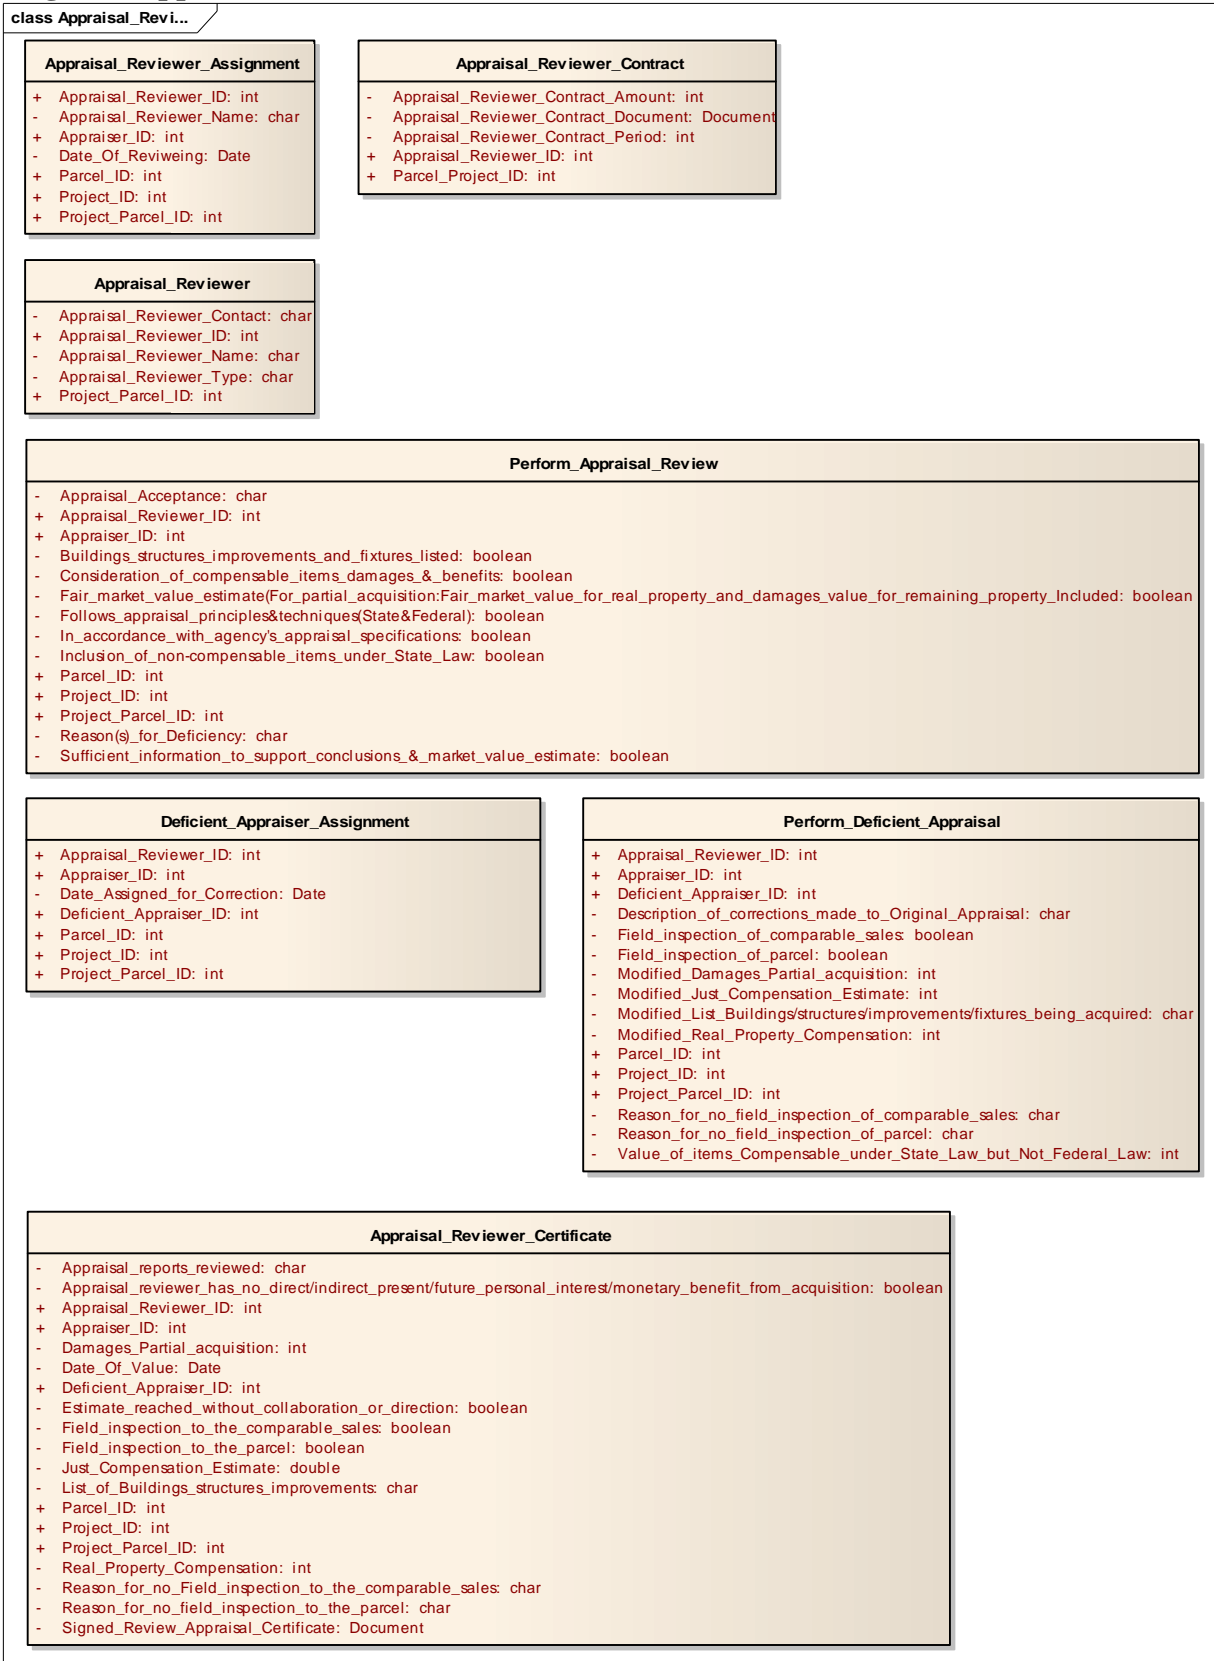 class Appraisal_Revi...
Appraisal_Reviewer_Assignment
+ Appraisal_Reviewer_ID: int
- Appraisal_Reviewer_Name: char
+ Appraiser_ID: int
- Date_Of_Reviweing: Date
+ Parcel_ID: int
+ Project_ID: int
+ Project_Parcel_ID: int
Appraisal_Reviewer_Contract
- Appraisal_Reviewer_Contract_Amount: int
- Appraisal_Reviewer_Contract_Document: Document
- Appraisal_Reviewer_Contract_Period: int
+ Appraisal_Reviewer_ID: int
+ Parcel_Project_ID: int
Appraisal_Reviewer
- Appraisal_Reviewer_Contact: char
+ Appraisal_Reviewer_ID: int
- Appraisal_Reviewer_Name: char
- Appraisal_Reviewer_Type: char
+ Project_Parcel_ID: int
Perform_Appraisal_Review
- Appraisal_Acceptance: char
+ Appraisal_Reviewer_ID: int
+ Appraiser_ID: int
- Buildings_structures_improvements_and_fixtures_listed: boolean
- Consideration_of_compensable_items_damages_&_benefits: boolean
- Fair_market_value_estimate(For_partial_acquisition:Fair_market_value_for_real_property_and_damages_value_for_remaining_property_Included: boolean
- Follows_appraisal_principles&techniques(State&Federal): boolean
- In_accordance_with_agency's_appraisal_specifications: boolean
- Inclusion_of_non-compensable_items_under_State_Law: boolean
+ Parcel_ID: int
+ Project_ID: int
+ Project_Parcel_ID: int
- Reason(s)_for_Deficiency: char
- Sufficient_information_to_support_conclusions_&_market_value_estimate: boolean
Deficient_Appraiser_Assignment
+ Appraisal_Reviewer_ID: int
+ Appraiser_ID: int
- Date_Assigned_for_Correction: Date
+ Deficient_Appraiser_ID: int
+ Parcel_ID: int
+ Project_ID: int
+ Project_Parcel_ID: int
Perform_Deficient_Appraisal
+ Appraisal_Reviewer_ID: int
+ Appraiser_ID: int
+ Deficient_Appraiser_ID: int
- Description_of_corrections_made_to_Original_Appraisal: char
- Field_inspection_of_comparable_sales: boolean
- Field_inspection_of_parcel: boolean
- Modified_Damages_Partial_acquisition: int
- Modified_Just_Compensation_Estimate: int
- Modified_List_Buildings/structures/improvements/fixtures_being_acquired: char
- Modified_Real_Property_Compensation: int
+ Parcel_ID: int
+ Project_ID: int
+ Project_Parcel_ID: int
- Reason_for_no_field_inspection_of_comparable_sales: char
- Reason_for_no_field_inspection_of_parcel: char
- Value_of_items_Compensable_under_State_Law_but_Not_Federal_Law: int
Appraisal_Reviewer_Certificate
- Appraisal_reports_reviewed: char
- Appraisal_reviewer_has_no_direct/indirect_present/future_personal_interest/monetary_benefit_from_acquisition: boolean
+ Appraisal_Reviewer_ID: int
+ Appraiser_ID: int
- Damages_Partial_acquisition: int
- Date_Of_Value: Date
+ Deficient_Appraiser_ID: int
- Estimate_reached_without_collaboration_or_direction: boolean
- Field_inspection_to_the_comparable_sales: boolean
- Field_inspection_to_the_parcel: boolean
- Just_Compensation_Estimate: double
- List_of_Buildings_structures_improvements: char
+ Parcel_ID: int
+ Project_ID: int
+ Project_Parcel_ID: int
- Real_Property_Compensation: int
- Reason_for_no_Field_inspection_to_the_comparable_sales: char
- Reason_for_no_field_inspection_to_the_parcel: char
- Signed_Review_Appraisal_Certificate: Document